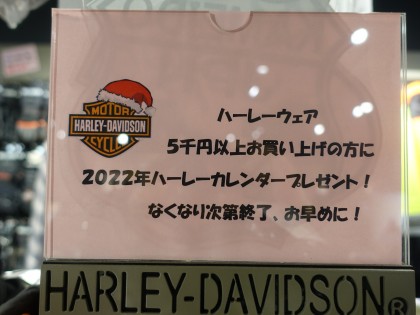 MOTOR
HARLEY-DAVIDSON
CYCLES
ハーレーウェア
5千円以上お買い上げの方に
2022年ハーレーカレンダープレゼント！
なくなり次第終了、お早めに！
HARLEY-DAVIDSON®